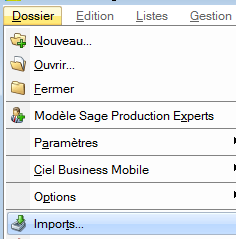 Dossier Edition Listes Gestion
Nouveau...
Ouvrir...
Fermer
Modèle Sage Production Experts
Paramètres
Ciel Business Mobile
Options
Imports...